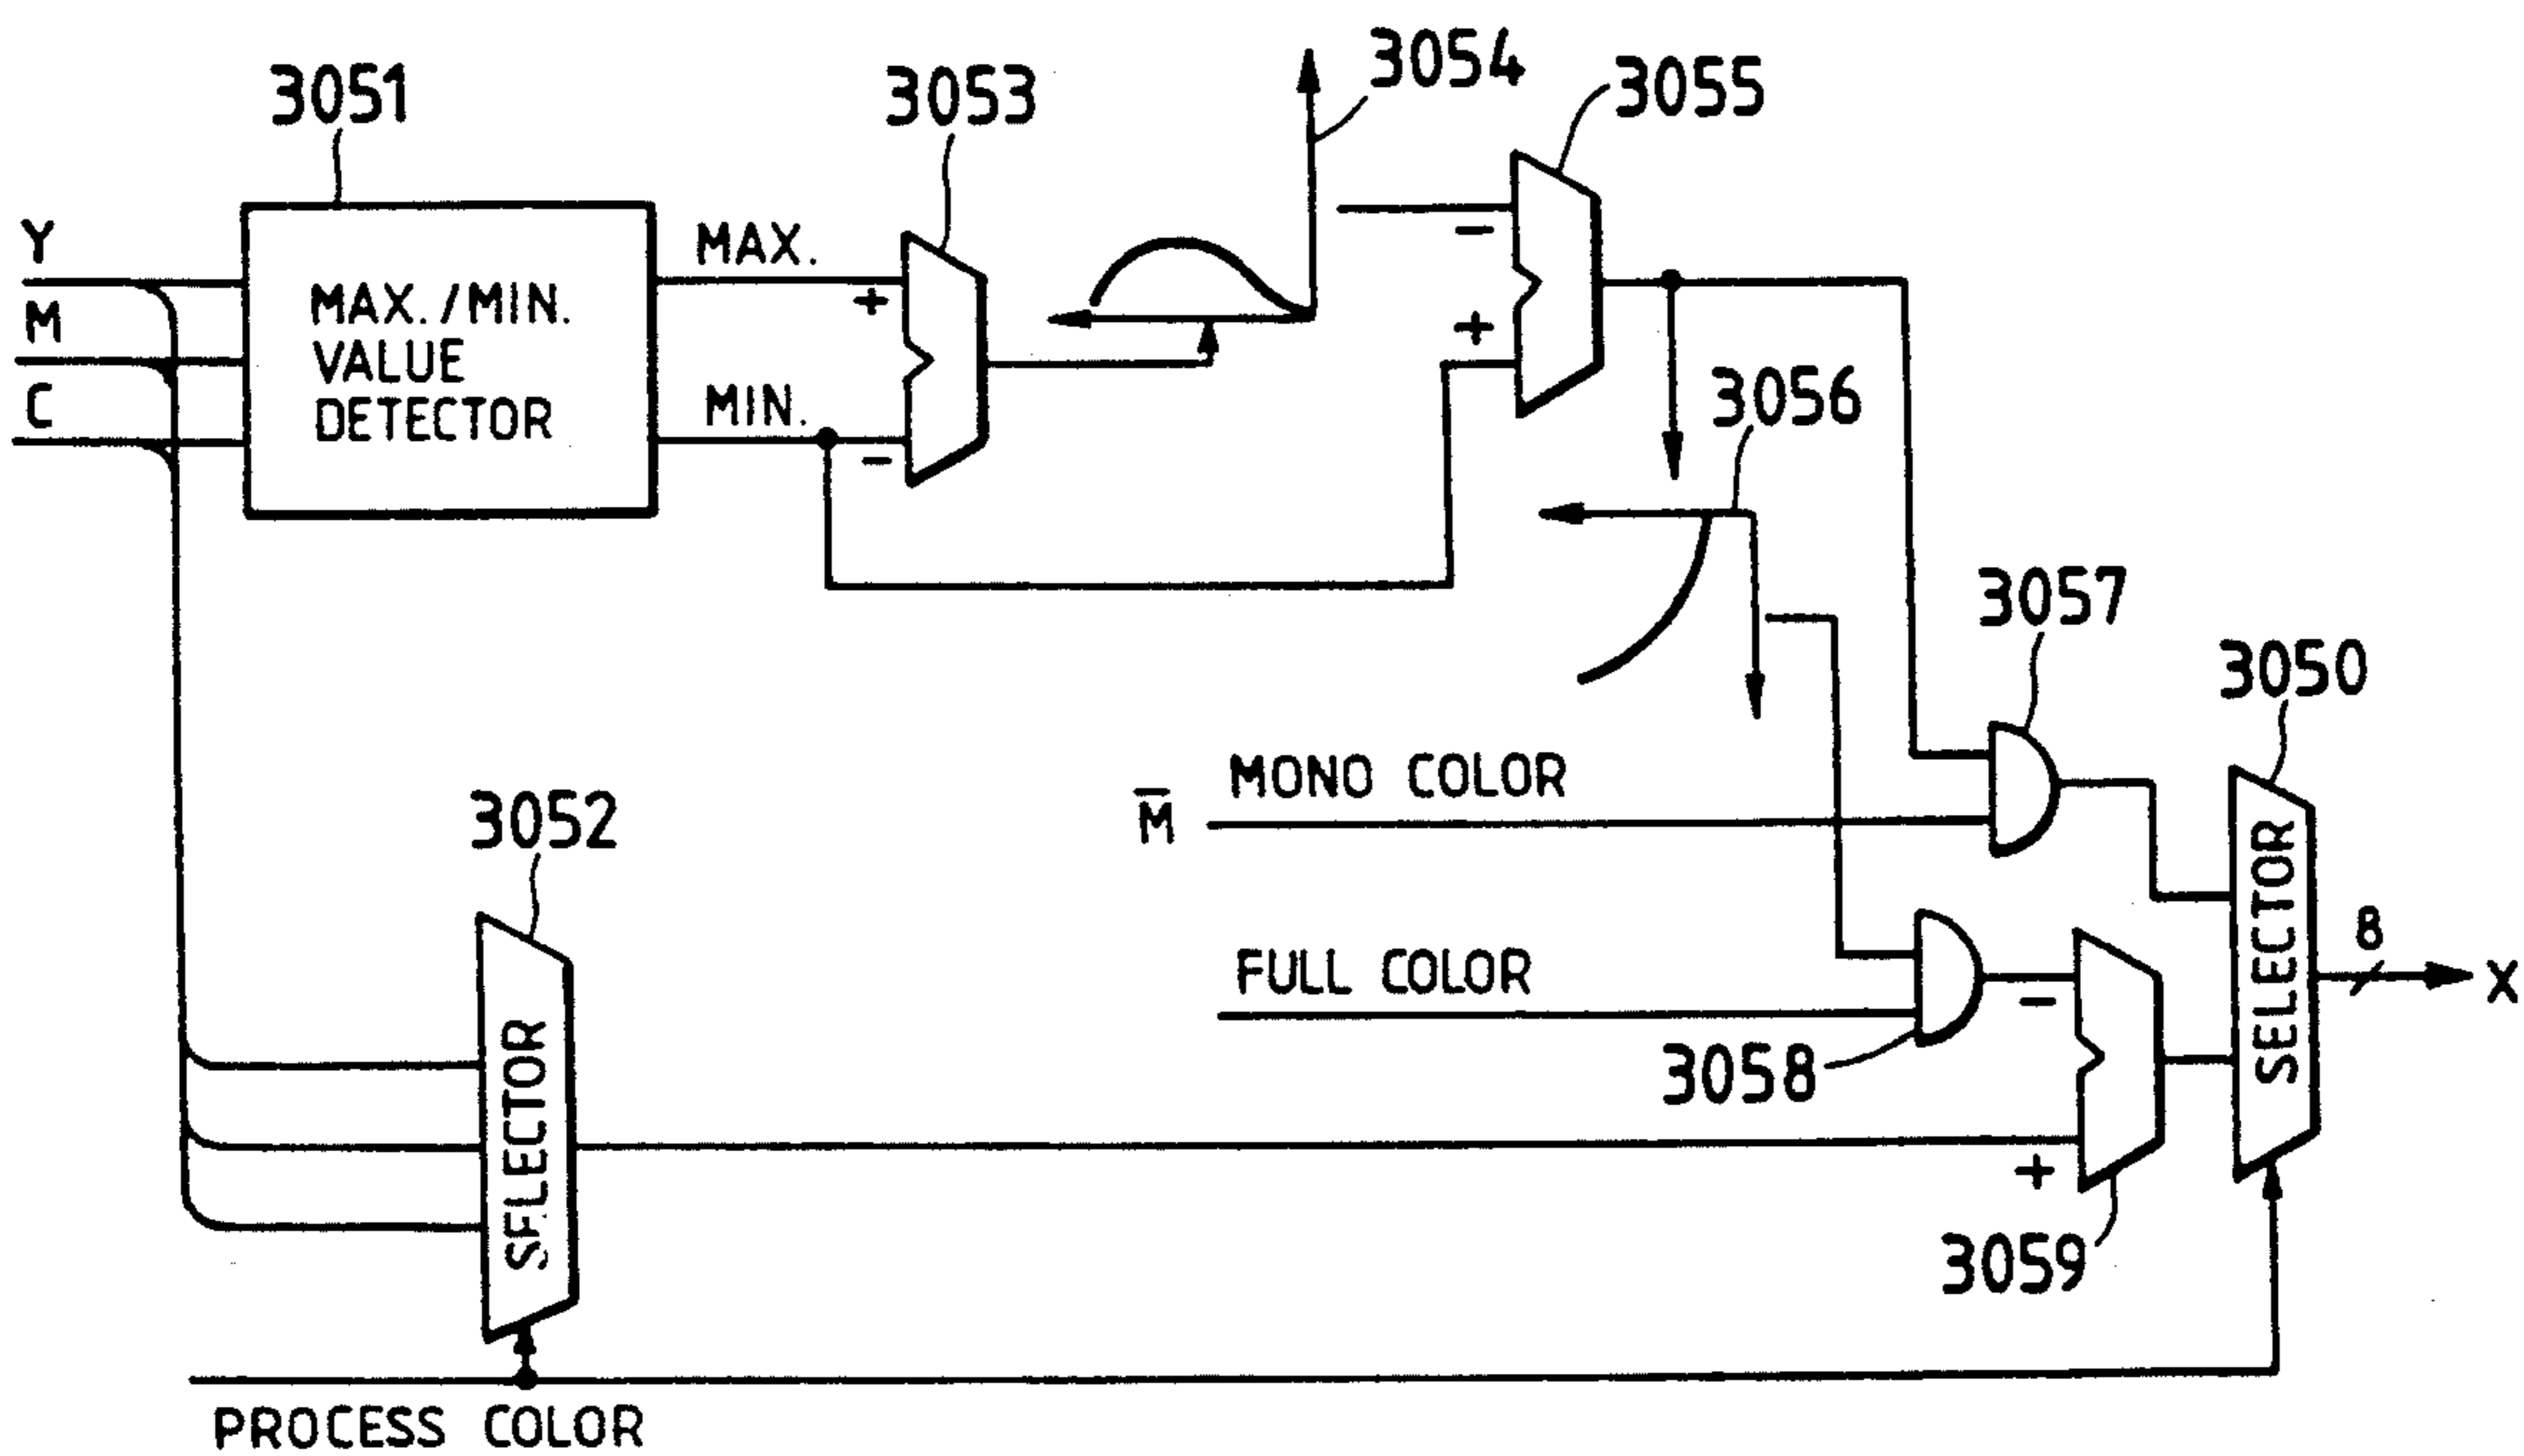 3051
3053
3054
3055
Y
M
C
MAX./MIN.
VALUE
DETECTOR
MAX.
+
MIN.
-
-
+
3056
3057
3050
3052
M̅
MONO COLOR
FULL COLOR
3058
-
+
3059
SELECTOR
SELECTOR
8
X
PROCESS COLOR